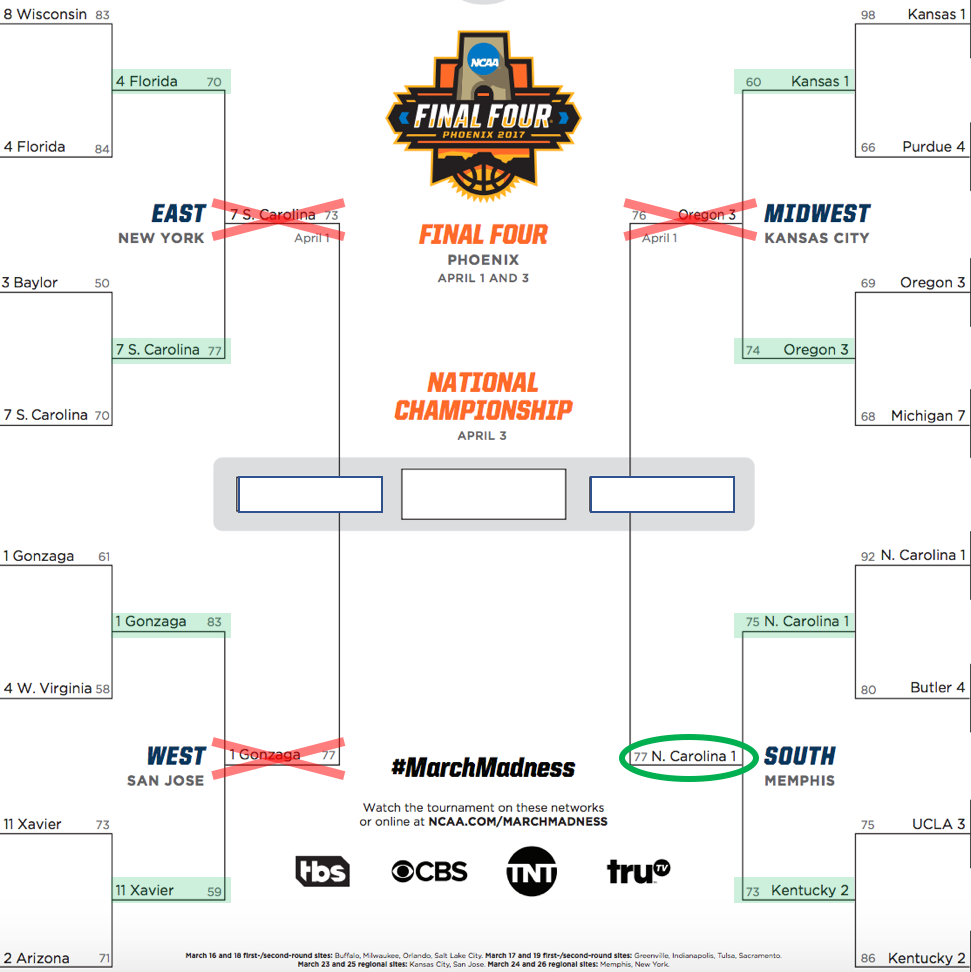 8 Wisconsin 83
98 Kansas 1
4 Florida 70
60 Kansas 1
4 Florida 84
66 Purdue 4
NCAA
FINAL FOUR
PHOENIX 2017
EAST
NEW YORK
7 S. Carolina 73
April 1
76 Oregon 3
April 1
MIDWEST
KANSAS CITY
FINAL FOUR
PHOENIX
APRIL 1 AND 3
3 Baylor 50
69 Oregon 3
7 S. Carolina 77
74 Oregon 3
7 S. Carolina 70
68 Michigan 7
NATIONAL
CHAMPIONSHIP
APRIL 3
1 Gonzaga 61
92 N. Carolina 1
1 Gonzaga 83
75 N. Carolina 1
4 W. Virginia 58
80 Butler 4
WEST
SAN JOSE
1 Gonzaga 77
77 N. Carolina 1
SOUTH
MEMPHIS
#MarchMadness
Watch the tournament on these networks
or online at NCAA.COM/MARCHMADNESS
11 Xavier 73
75 UCLA 3
tbs CBS TNT truTV
11 Xavier 59
73 Kentucky 2
2 Arizona 71
86 Kentucky 2
March 16 and 18 first-/second-round sites: Buffalo, Milwaukee, Orlando, Salt Lake City. March 17 and 19 first-/second-round sites: Greenville, Indianapolis, Tulsa, Sacramento.
March 23 and 25 regional sites: Kansas City, San Jose. March 24 and 26 regional sites: Memphis, New York.